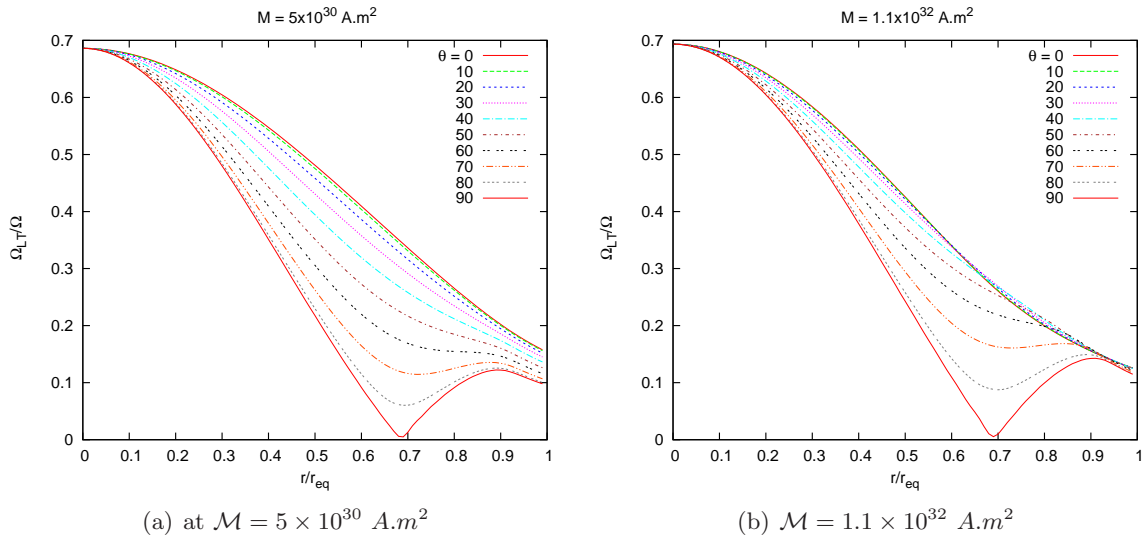 M = 5x10^30 A.m^2
Ω_LT/Ω
0.7
0.6
0.5
0.4
0.3
0.2
0.1
0
θ = 0
10
20
30
40
50
60
70
80
90
0 0.1 0.2 0.3 0.4 0.5 0.6 0.7 0.8 0.9 1
r/r_eq
(a) at ℳ = 5 × 10^30 A.m^2
M = 1.1x10^32 A.m^2
Ω_LT/Ω
0.7
0.6
0.5
0.4
0.3
0.2
0.1
0
θ = 0
10
20
30
40
50
60
70
80
90
0 0.1 0.2 0.3 0.4 0.5 0.6 0.7 0.8 0.9 1
r/r_eq
(b) ℳ = 1.1 × 10^32 A.m^2